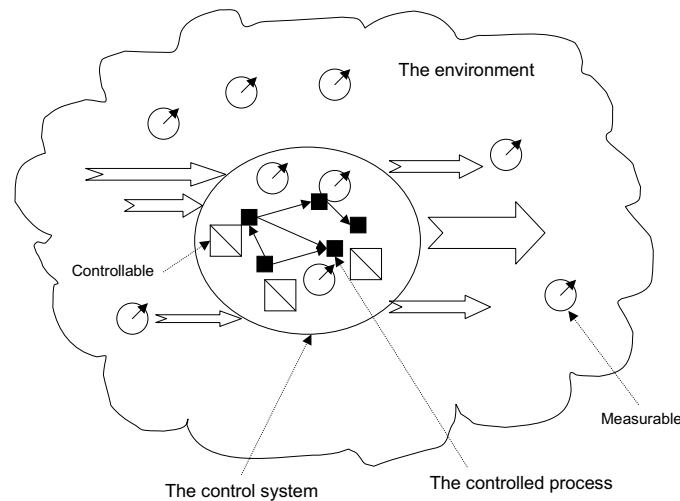 The environment
Controllable
Measurable
The controlled process
The control system